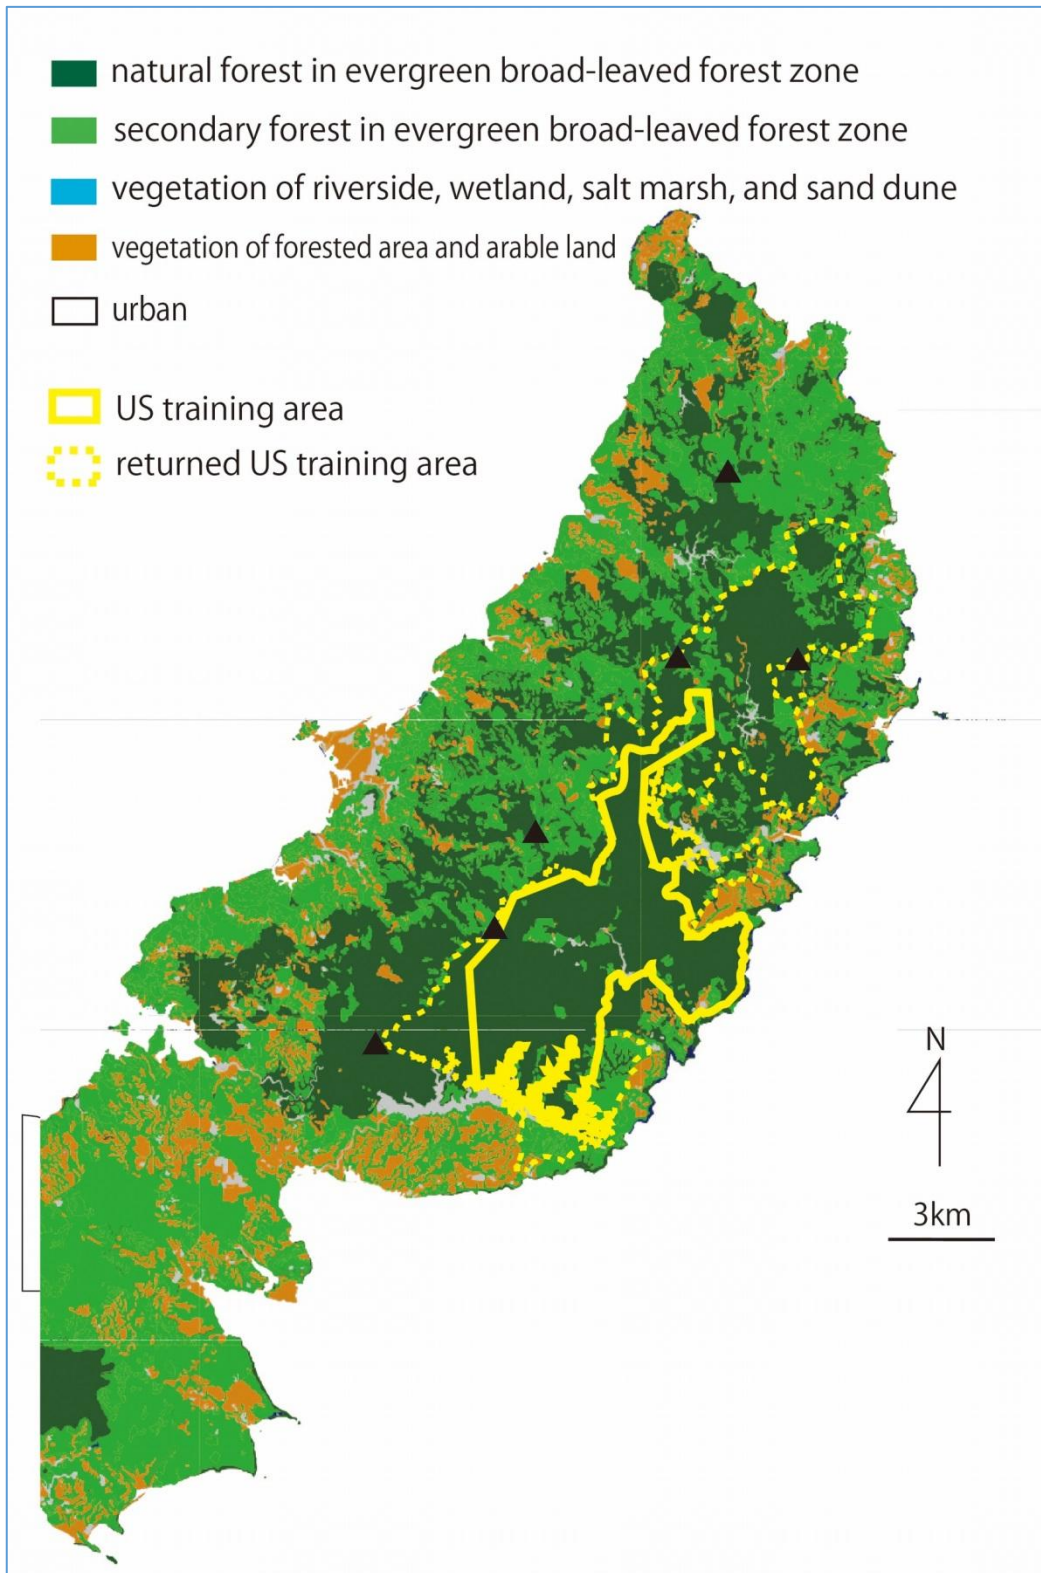 natural forest in evergreen broad-leaved forest zone
secondary forest in evergreen broad-leaved forest zone
vegetation of riverside, wetland, salt marsh, and sand dune
vegetation of forested area and arable land
urban
US training area
returned US training area
N
3km